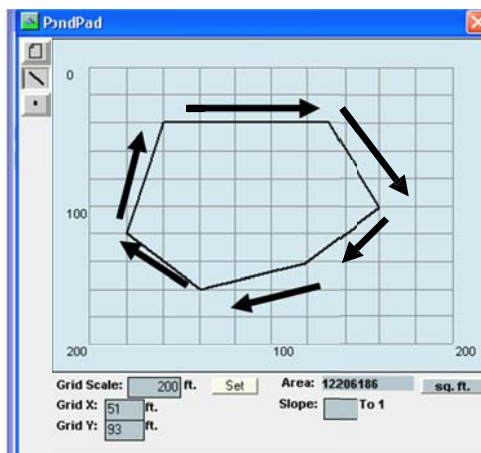 PondPad
0
100
200 100 200
Grid Scale: 200 ft. Set Area: 12206186 sq. ft.
Grid X: 51 ft. Slope: To 1
Grid Y: 93 ft.